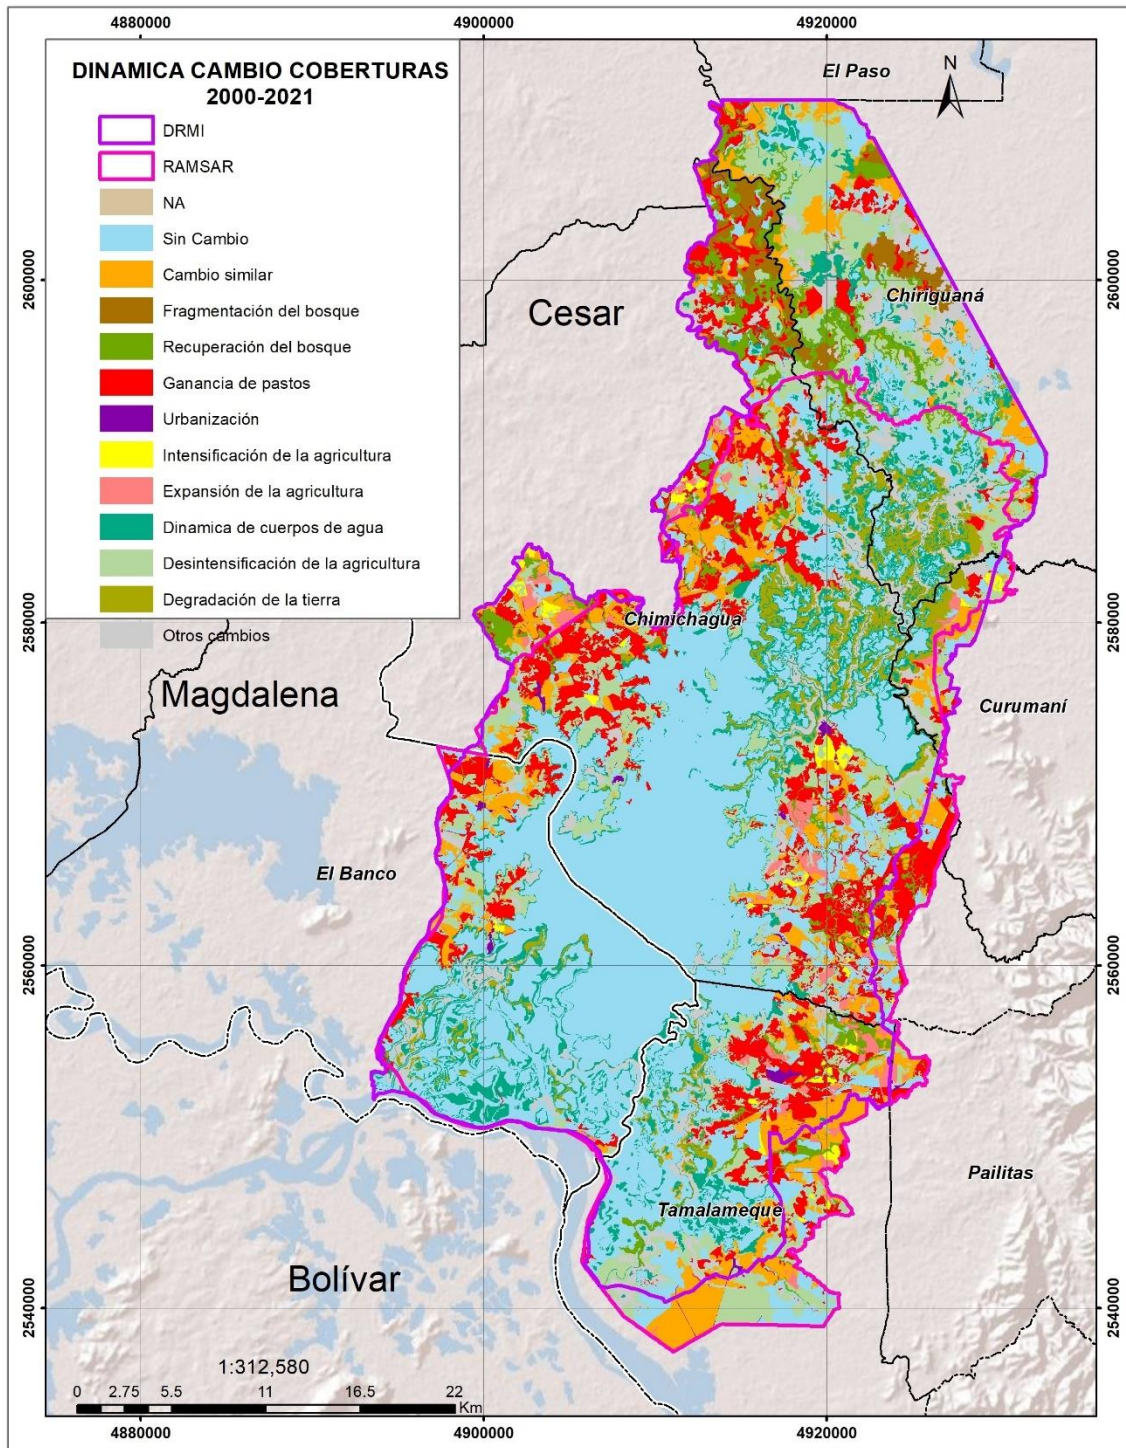 4880000 4900000 4920000
DINAMICA CAMBIO COBERTURAS
2000-2021
DRMI
RAMSAR
NA
Sin Cambio
Cambio similar
Fragmentación del bosque
Recuperación del bosque
Ganancia de pastos
Urbanización
Intensificación de la agricultura
Expansión de la agricultura
Dinamica de cuerpos de agua
Desintensificación de la agricultura
Degradación de la tierra
Otros cambios
El Paso
N
2600000 2600000
Chiriguaná
Cesar
2580000 2580000
Chimichagua
Magdalena
Curumaní
El Banco
2560000 2560000
Pailitas
Tamalameque
Bolívar
2540000 2540000
1:312,580
0 2.75 5.5 11 16.5 22
Km
4880000 4900000 4920000